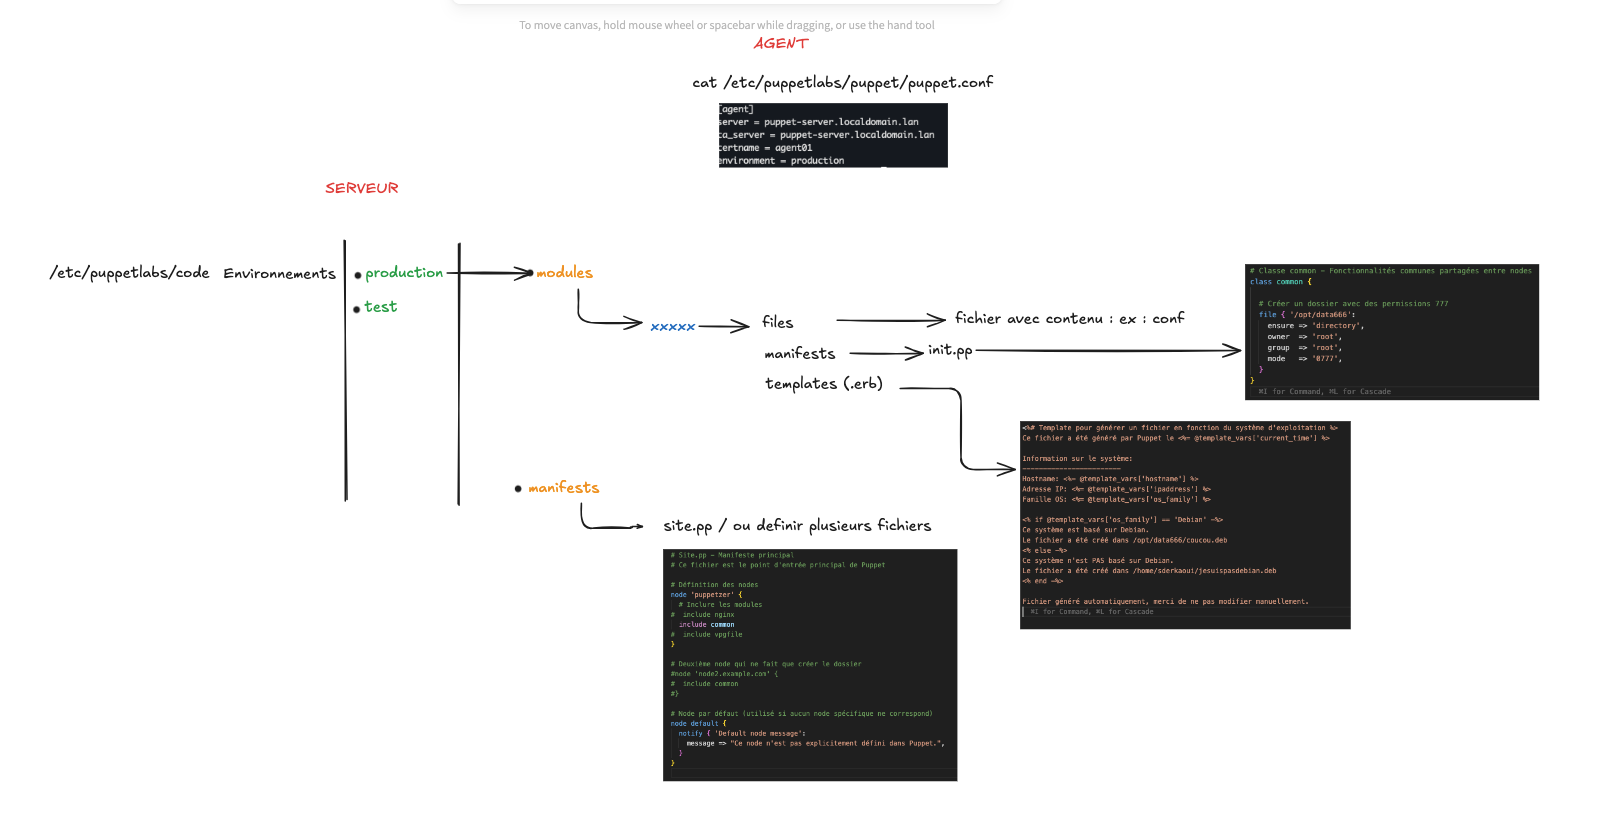 To move canvas, hold mouse wheel or spacebar while dragging, or use the hand tool
AGENT
cat /etc/puppetlabs/puppet/puppet.conf
[agent]
server = puppet-server.localdomain.lan
ca_server = puppet-server.localdomain.lan
certname = agent01
environment = production
SERVEUR
/etc/puppetlabs/code Environnements
production
test
modules
xxxxx
files
fichier avec contenu : ex : conf
manifests
init.pp
templates (.erb)
# Classe common – Fonctionnalités communes partagées entre nodes
class common {
# Créer un dossier avec des permissions 777
file { '/opt/data666':
ensure => 'directory',
owner => 'root',
group => 'root',
mode => '0777',
}
}
⌘I for Command, ⌘L for Cascade
<%# Template pour générer un fichier en fonction du système d'exploitation %>
Ce fichier a été généré par Puppet le <%= @template_vars['current_time'] %>
Information sur le système:
------------------------
Hostname: <%= @template_vars['hostname'] %>
Adresse IP: <%= @template_vars['ipaddress'] %>
Famille OS: <%= @template_vars['os_family'] %>
<% if @template_vars['os_family'] == "Debian" -%>
Ce système est basé sur Debian.
Le fichier a été créé dans /opt/data666/coucou.deb
<% else -%>
Ce système n'est PAS basé sur Debian.
Le fichier a été créé dans /home/sderkaoui/jesuispasdebian.deb
<% end -%>
Fichier généré automatiquement, merci de ne pas modifier manuellement.
⌘I for Command, ⌘L for Cascade
manifests
site.pp / ou definir plusieurs fichiers
# Site.pp – Manifeste principal
# Ce fichier est le point d'entrée principal de Puppet
# Définition des nodes
node 'puppetzer' {
# Inclure les modules
# include nginx
include common
# include vpgfile
}
# Deuxième node qui ne fait que créer le dossier
#node 'node2.example.com' {
# include common
#}
# Node par défaut (utilisé si aucun node spécifique ne correspond)
node default {
notify { 'Default node message':
message => "Ce node n'est pas explicitement défini dans Puppet.",
}
}